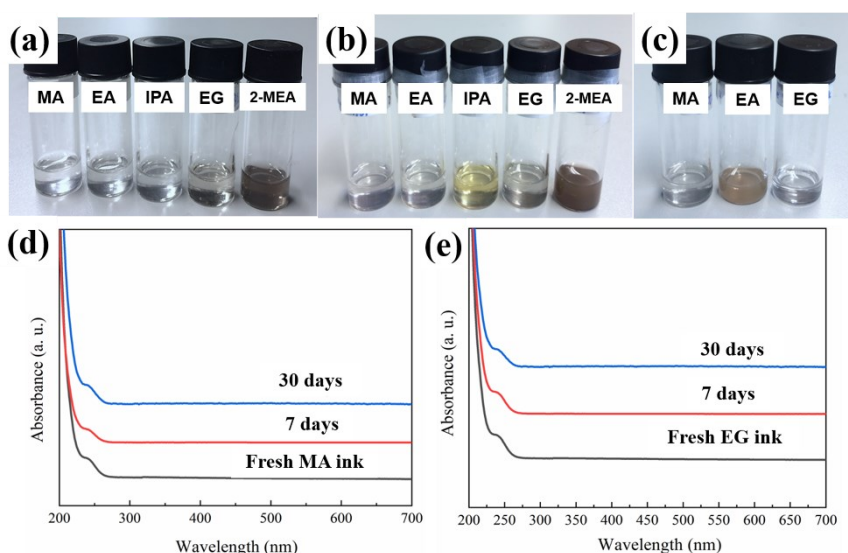 (a)
MA EA IPA EG 2-MEA
(b)
MA EA IPA EG 2-MEA
(c)
MA EA EG
(d)
Absorbance (a. u.)
30 days
7 days
Fresh MA ink
200 300 400 500 600 700
Wavelength (nm)
(e)
Absorbance (a. u.)
30 days
7 days
Fresh EG ink
200 250 300 350 400 450 500 550 600 650 700
Wavelength (nm)